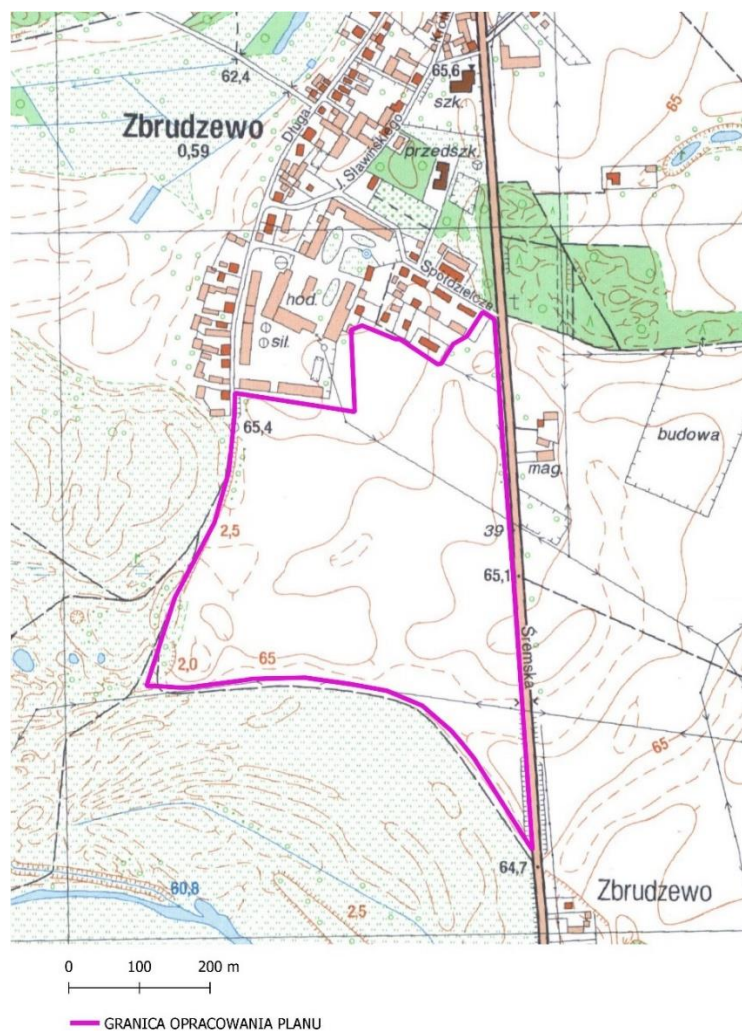 62,4
65,6
szk.
65
Zbrudzewo
0,59
Długa
J. Sławińskiego
przedszk.
Spółdzielcza
hod.
sił.
65,4
budowa
mag.
2,5
39
65,1
Śremska
2,0
65
65
60,8
2,5
64,7
Zbrudzewo
0 100 200 m
GRANICA OPRACOWANIA PLANU